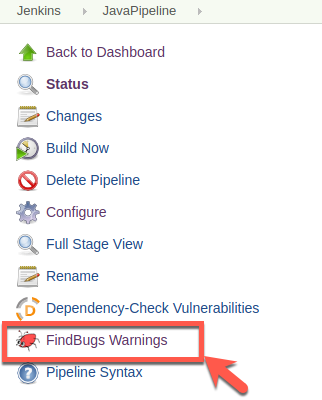 Jenkins JavaPipeline
Back to Dashboard
Status
Changes
Build Now
Delete Pipeline
Configure
Full Stage View
Rename
Dependency-Check Vulnerabilities
FindBugs Warnings
Pipeline Syntax